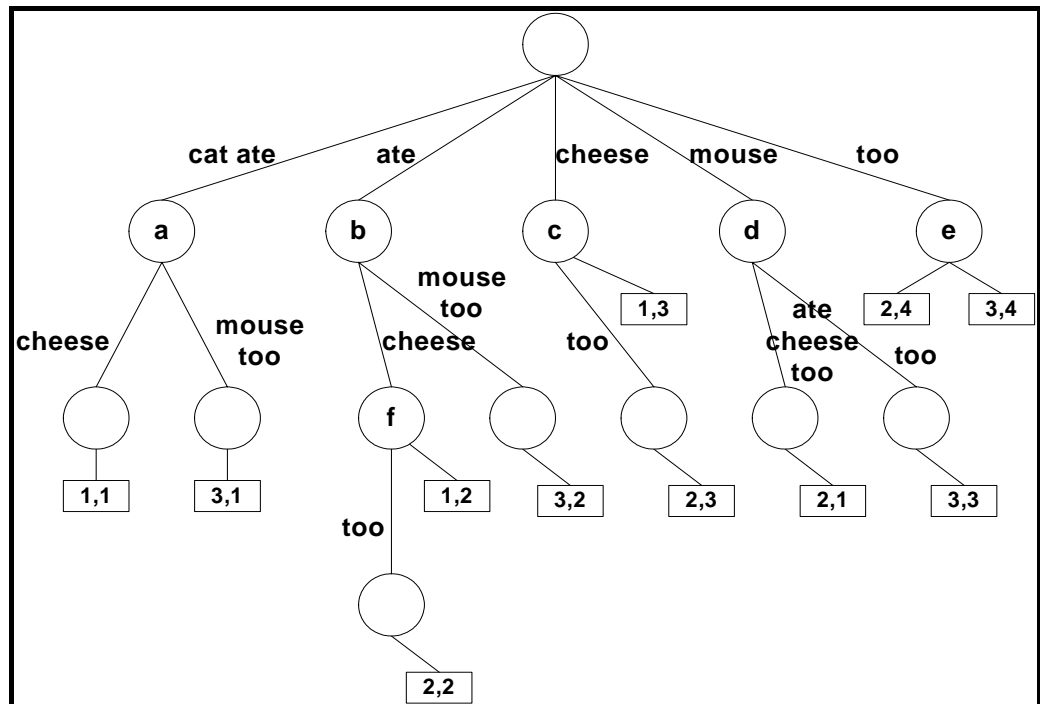 cat ate
ate
cheese
mouse
too
a
b
c
d
e
cheese
mouse
too
cheese
mouse
too
too
1,3
ate
cheese
too
too
2,4
3,4
f
1,1
3,1
1,2
3,2
2,3
2,1
3,3
too
2,2